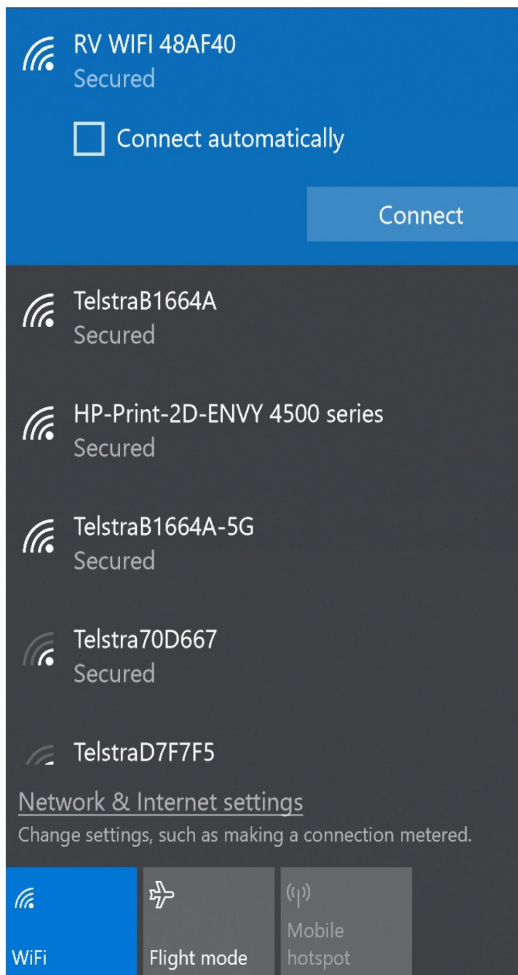 RV WIFI 48AF40
Secured
Connect automatically
Connect
TelstraB1664A
Secured
HP-Print-2D-ENVY 4500 series
Secured
TelstraB1664A-5G
Secured
Telstra70D667
Secured
TelstraD7F7F5
Network & Internet settings
Change settings, such as making a connection metered.
WiFi
Flight mode
Mobile
hotspot